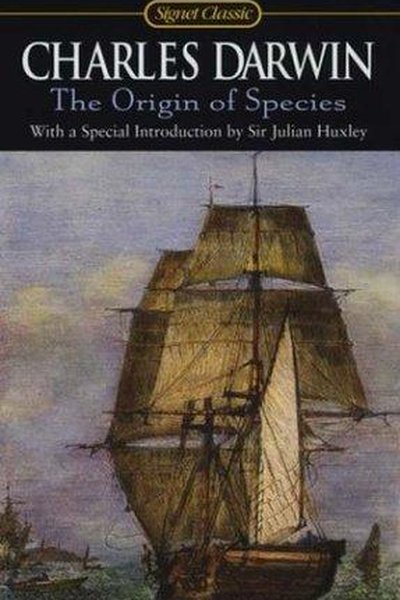 Signet Classic
CHARLES DARWIN
The Origin of Species
With a Special Introduction by Sir Julian Huxley